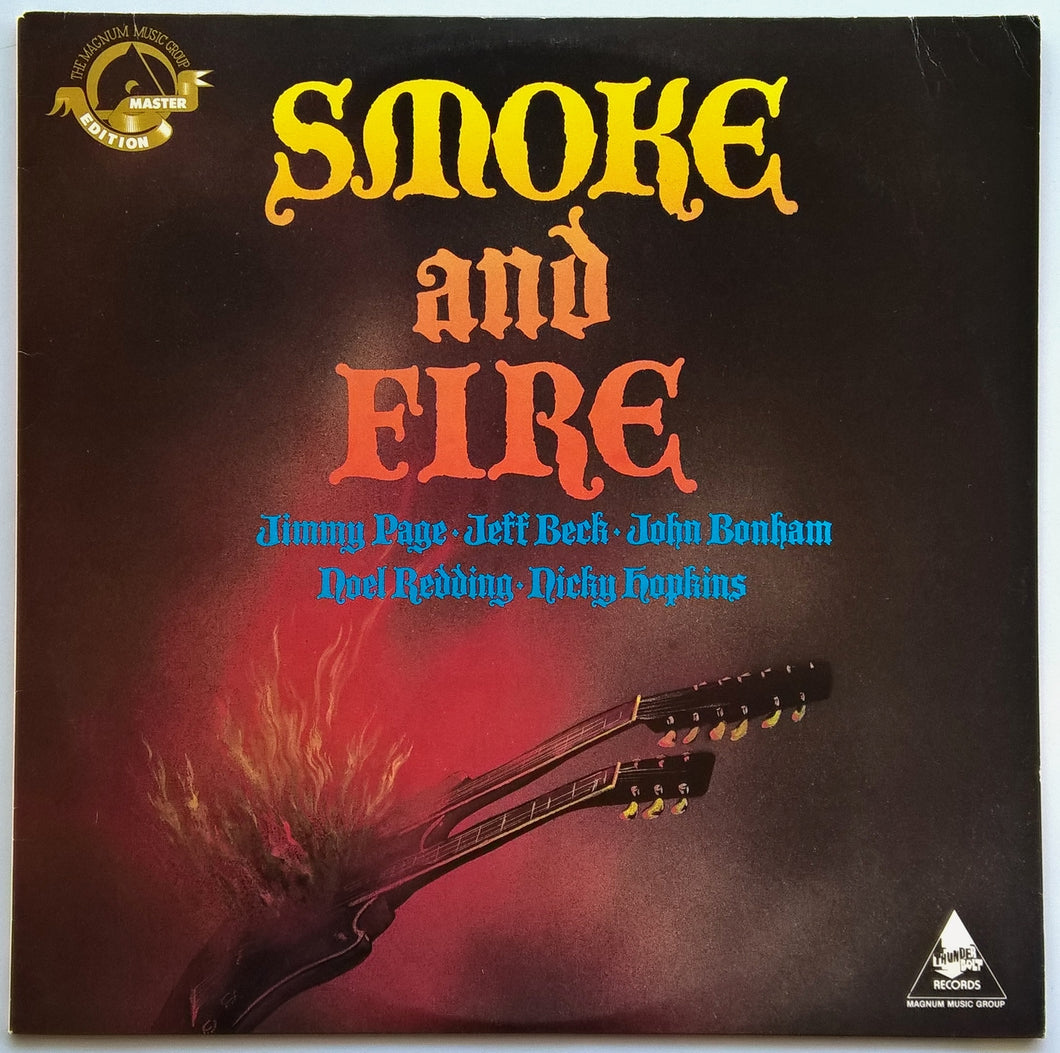 THE MAGNUM MUSIC GROUP
MASTER
EDITION
SMOKE
and
FIRE
Jimmy Page · Jeff Beck · John Bonham
Noel Redding · Nicky Hopkins
THUNDERBOLT
RECORDS
MAGNUM MUSIC GROUP